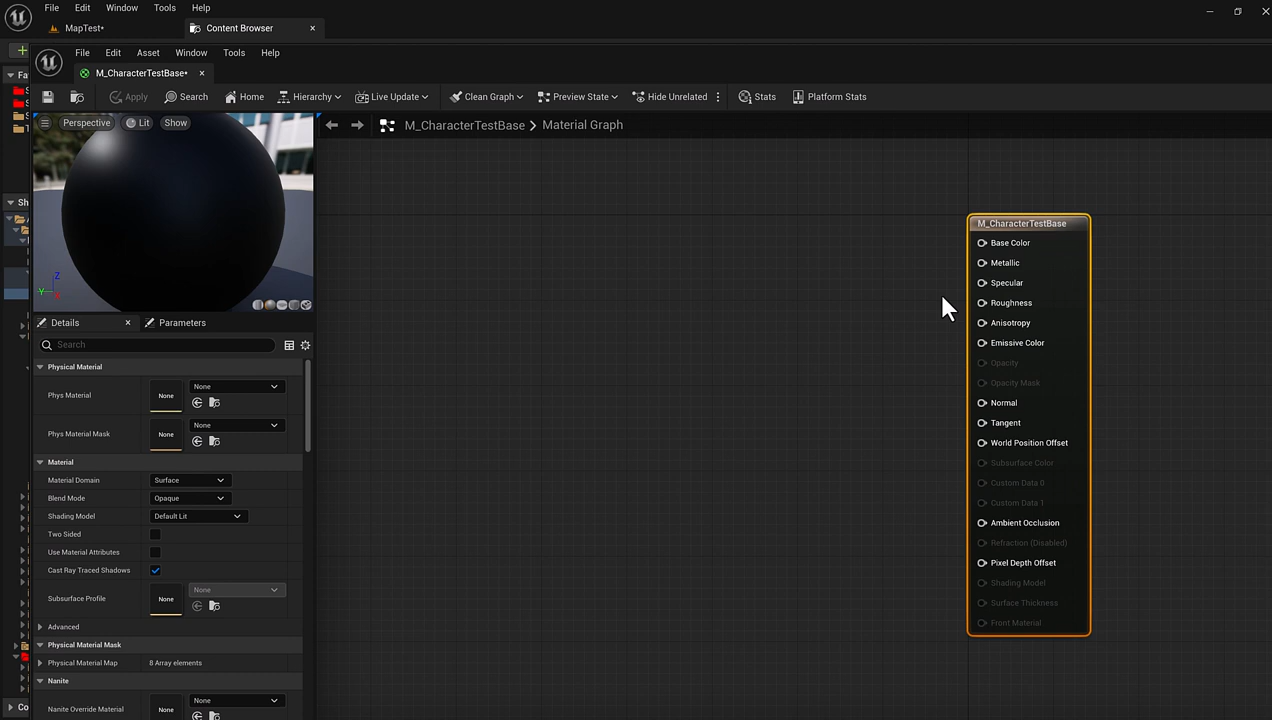 File Edit Window Tools Help
MapTest*
Content Browser
File Edit Asset Window Tools Help
Fa
M_CharacterTestBase*
Apply Search Home Hierarchy Live Update Clean Graph Preview State Hide Unrelated Stats Platform Stats
Perspective Lit Show
M_CharacterTestBase > Material Graph
Sh
Z
Y
X
Details Parameters
Search
Physical Material
Phys Material None None
Phys Material Mask None None
Material
Material Domain Surface
Blend Mode Opaque
Shading Model Default Lit
Two Sided
Use Material Attributes
Cast Ray Traced Shadows
Subsurface Profile None None
Advanced
Physical Material Mask
Physical Material Map 8 Array elements
Nanite
Nanite Override Material None None
Co
M_CharacterTestBase
Base Color
Metallic
Specular
Roughness
Anisotropy
Emissive Color
Opacity
Opacity Mask
Normal
Tangent
World Position Offset
Subsurface Color
Custom Data 0
Custom Data 1
Ambient Occlusion
Refraction (Disabled)
Pixel Depth Offset
Shading Model
Surface Thickness
Front Material